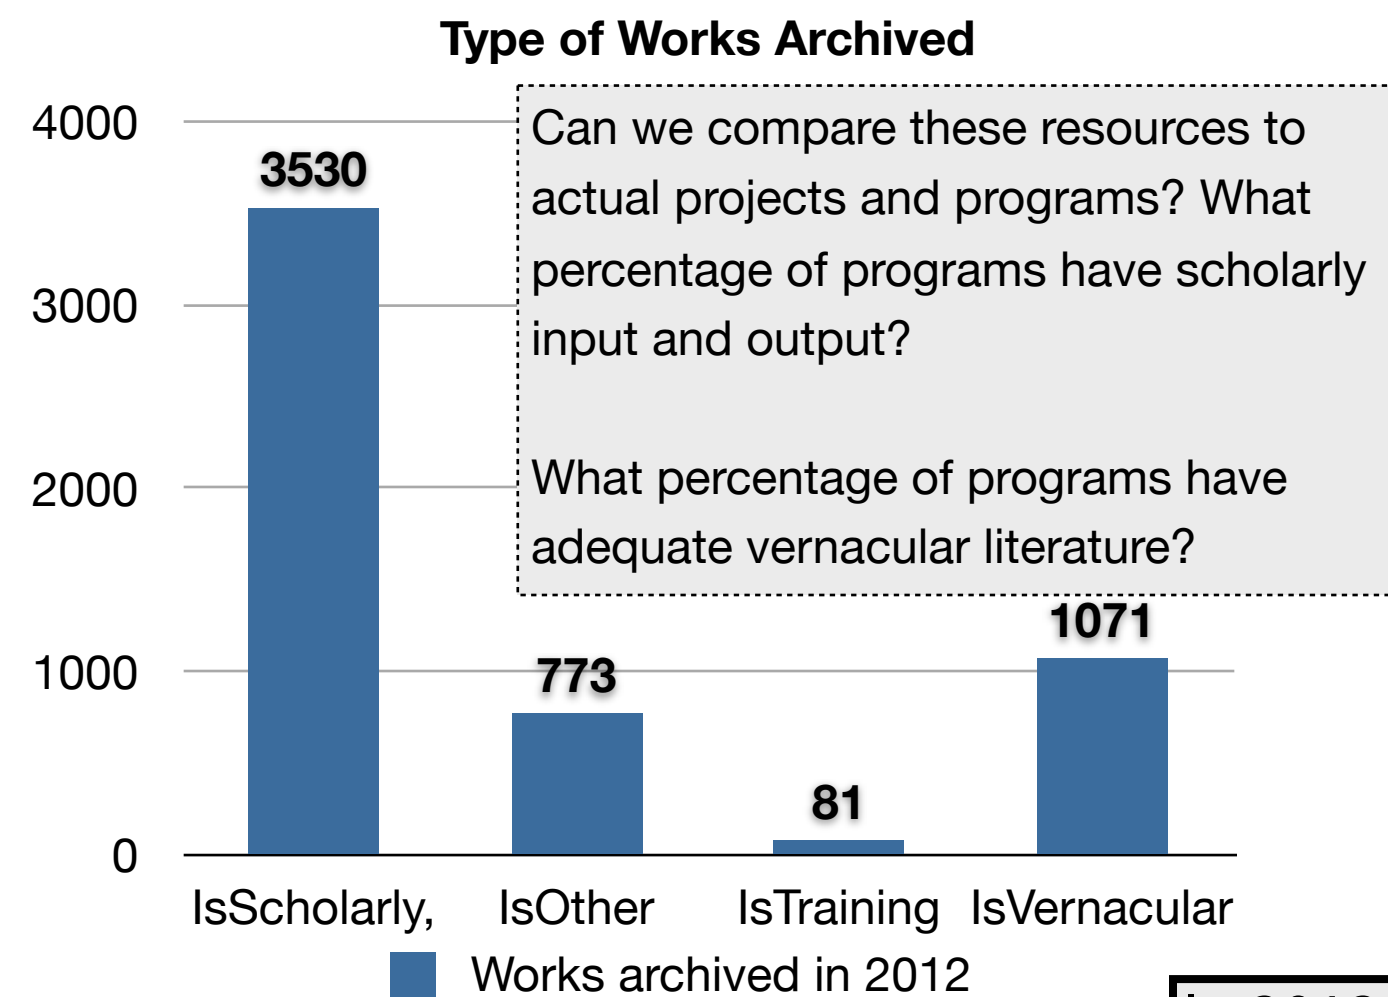 Type of Works Archived
4000
3000
2000
1000
0
3530
773
81
1071
Can we compare these resources to
actual projects and programs? What
percentage of programs have scholarly
input and output?
What percentage of programs have
adequate vernacular literature?
IsScholarly, IsOther IsTraining IsVernacular
Works archived in 2012